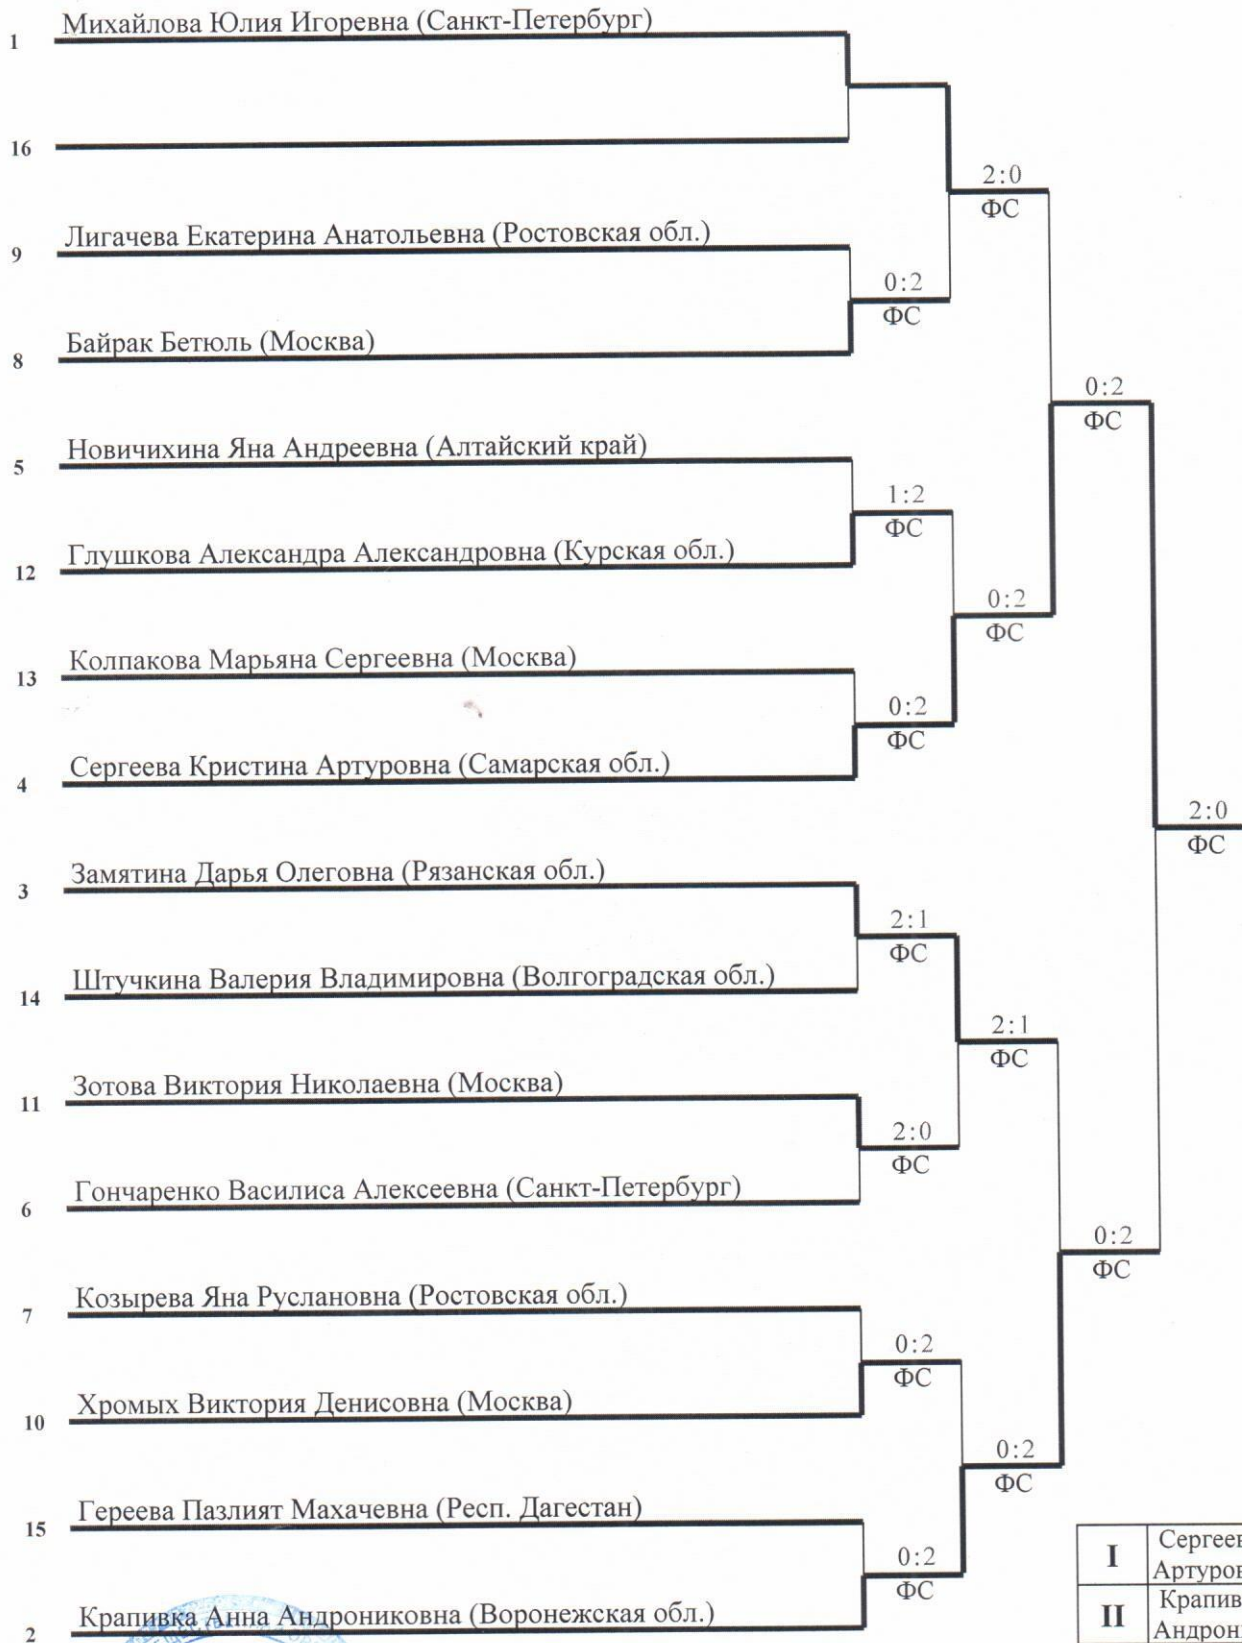 Михайлова Юлия Игоревна (Санкт-Петербург)
1
16
2:0
ФС
Лигачева Екатерина Анатольевна (Ростовская обл.)
9
0:2
ФС
Байрак Бетюль (Москва)
8
0:2
ФС
Новичихина Яна Андреевна (Алтайский край)
5
1:2
ФС
Глушкова Александра Александровна (Курская обл.)
12
0:2
ФС
Колпакова Марьяна Сергеевна (Москва)
13
0:2
ФС
Сергеева Кристина Артуровна (Самарская обл.)
4
2:0
ФС
Замятина Дарья Олеговна (Рязанская обл.)
3
2:1
ФС
Штучкина Валерия Владимировна (Волгоградская обл.)
14
2:1
ФС
Зотова Виктория Николаевна (Москва)
11
2:0
ФС
Гончаренко Василиса Алексеевна (Санкт-Петербург)
6
0:2
ФС
Козырева Яна Руслановна (Ростовская обл.)
7
0:2
ФС
Хромых Виктория Денисовна (Москва)
10
0:2
ФС
Гереева Пазлият Махачевна (Респ. Дагестан)
15
0:2
ФС
Крапивка Анна Андрониковна (Воронежская обл.)
2
I Сергеев
Артуров
II Крапив
Андрони